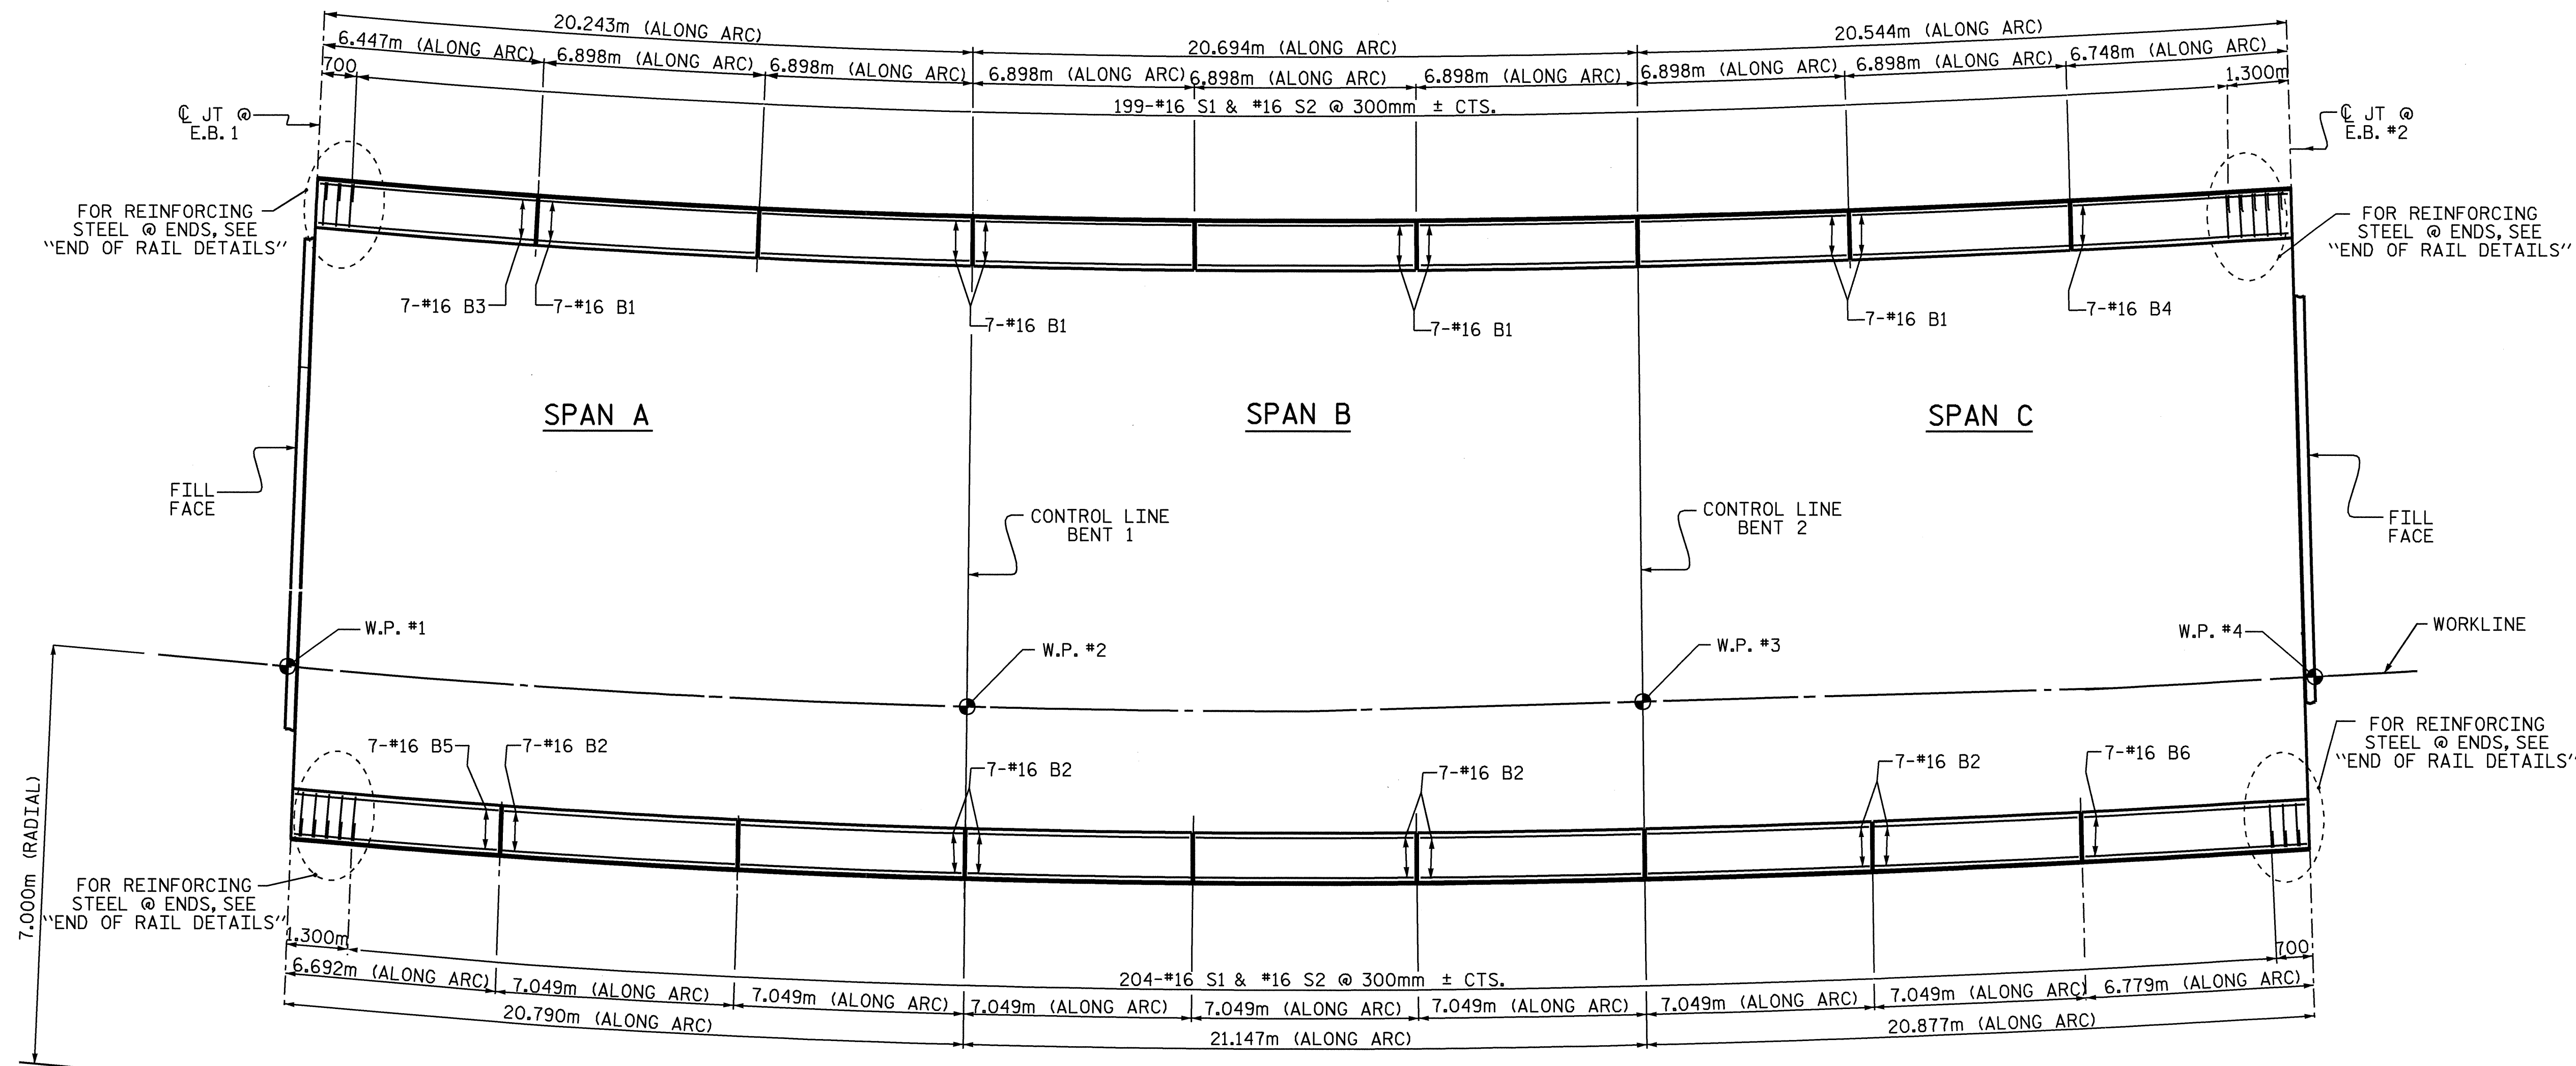 20.243m (ALONG ARC)
20.694m (ALONG ARC)
20.544m (ALONG ARC)
6.447m (ALONG ARC)
6.898m (ALONG ARC)
6.898m (ALONG ARC)
6.898m (ALONG ARC)
6.898m (ALONG ARC)
6.898m (ALONG ARC)
6.898m (ALONG ARC)
6.898m (ALONG ARC)
6.748m (ALONG ARC)
700
199-#16 S1 & #16 S2 @ 300mm ± CTS.
1.300m
℄ JT @
E.B. 1
℄ JT @
E.B. #2
FOR REINFORCING
STEEL @ ENDS, SEE
"END OF RAIL DETAILS"
FOR REINFORCING
STEEL @ ENDS, SEE
"END OF RAIL DETAILS"
7-#16 B3
7-#16 B1
7-#16 B1
7-#16 B1
7-#16 B1
7-#16 B4
SPAN A
SPAN B
SPAN C
FILL
FACE
CONTROL LINE
BENT 1
CONTROL LINE
BENT 2
FILL
FACE
W.P. #1
W.P. #2
W.P. #3
W.P. #4
WORKLINE
7.000m (RADIAL)
7-#16 B5
7-#16 B2
7-#16 B2
7-#16 B2
7-#16 B2
7-#16 B6
FOR REINFORCING
STEEL @ ENDS, SEE
"END OF RAIL DETAILS"
FOR REINFORCING
STEEL @ ENDS, SEE
"END OF RAIL DETAILS"
1.300m
204-#16 S1 & #16 S2 @ 300mm ± CTS.
700
6.692m (ALONG ARC)
7.049m (ALONG ARC)
7.049m (ALONG ARC)
7.049m (ALONG ARC)
7.049m (ALONG ARC)
7.049m (ALONG ARC)
7.049m (ALONG ARC)
7.049m (ALONG ARC)
6.779m (ALONG ARC)
20.790m (ALONG ARC)
21.147m (ALONG ARC)
20.877m (ALONG ARC)